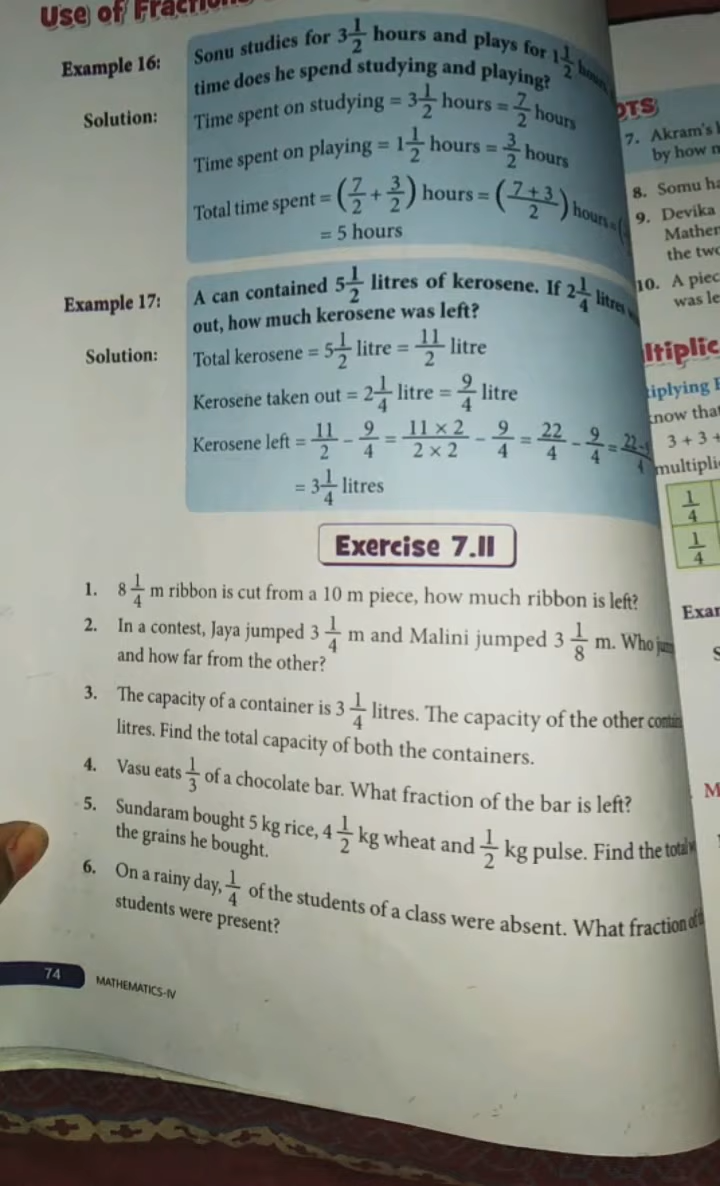 Use of
Example 16:
Sonu studies for 3 1/2 hours and plays for 1 1/2
time does he spend studying and playing?
Solution:
Time spent on studying = 3 1/2 hours = 7/2 hours
Time spent on playing = 1 1/2 hours = 3/2 hours
Total time spent = (7/2 + 3/2) hours = (7 + 3/2) hours
= 5 hours
Example 17:
A can contained 5 1/2 litres of kerosene. If 2 1/4 litres
out, how much kerosene was left?
Solution:
Total kerosene = 5 1/2 litre = 11/2 litre
Kerosene taken out = 2 1/4 litre = 9/4 litre
Kerosene left = 11/2 - 9/4 = 11 × 2/2 × 2 - 9/4 = 22/4 - 9/4 =
= 3 1/4 litres
Exercise 7.II
1. 8 1/4 m ribbon is cut from a 10 m piece, how much ribbon is left?
2. In a contest, Jaya jumped 3 1/4 m and Malini jumped 3 1/8 m. Who
and how far from the other?
3. The capacity of a container is 3 1/4 litres. The capacity of the other
litres. Find the total capacity of both the containers.
4. Vasu eats 1/3 of a chocolate bar. What fraction of the bar is left?
5. Sundaram bought 5 kg rice, 4 1/2 kg wheat and 1/2 kg pulse. Find the total
the grains he bought.
6. On a rainy day, 1/4 of the students of a class were absent. What fraction of
students were present?
74
MATHEMATICS-IV
7. Akram's
by how
8. Somu
9. Devika
the
10. A
was
3 + 3 +
1/4
1/4